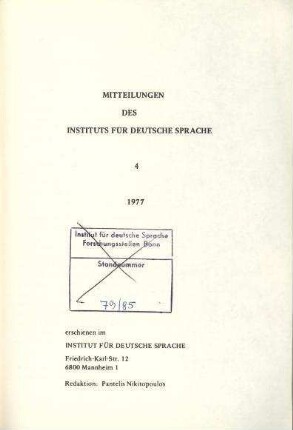 MITTEILUNGEN
DES
INSTITUTS FÜR DEUTSCHE SPRACHE
4
1977
Institut für deutsche Sprache
Forschungsstellen Bonn
Standnummer
79/85
erschienen im
INSTITUT FÜR DEUTSCHE SPRACHE
Friedrich-Karl-Str. 12
6800 Mannheim 1
Redaktion: Pantelis Nikitopoulos